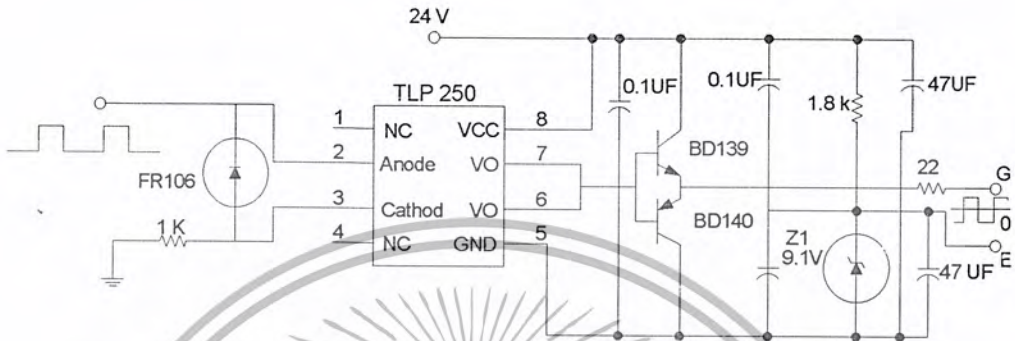 24 V
TLP 250
0.1UF
0.1UF
47UF
1.8 k
1
NC
VCC
8
2
Anode
VO
7
BD139
FR106
3
Cathod
VO
6
BD140
22
G
0
E
1 K
4
NC
GND
5
Z1
9.1V
47 UF